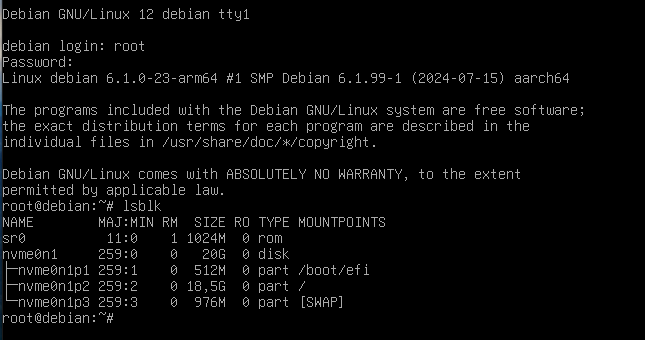 Debian GNU/Linux 12 debian tty1
debian login: root
Password:
Linux debian 6.1.0-23-arm64 #1 SMP Debian 6.1.99-1 (2024-07-15) aarch64
The programs included with the Debian GNU/Linux system are free software;
the exact distribution terms for each program are described in the
individual files in /usr/share/doc/*/copyright.
Debian GNU/Linux comes with ABSOLUTELY NO WARRANTY, to the extent
permitted by applicable law.
root@debian:~# lsblk
NAME        MAJ:MIN RM  SIZE RO TYPE MOUNTPOINTS
sr0          11:0    1 1024M  0 rom
nvme0n1     259:0    0   20G  0 disk
├─nvme0n1p1 259:1    0  512M  0 part /boot/efi
├─nvme0n1p2 259:2    0 18,5G  0 part /
└─nvme0n1p3 259:3    0  976M  0 part [SWAP]
root@debian:~#